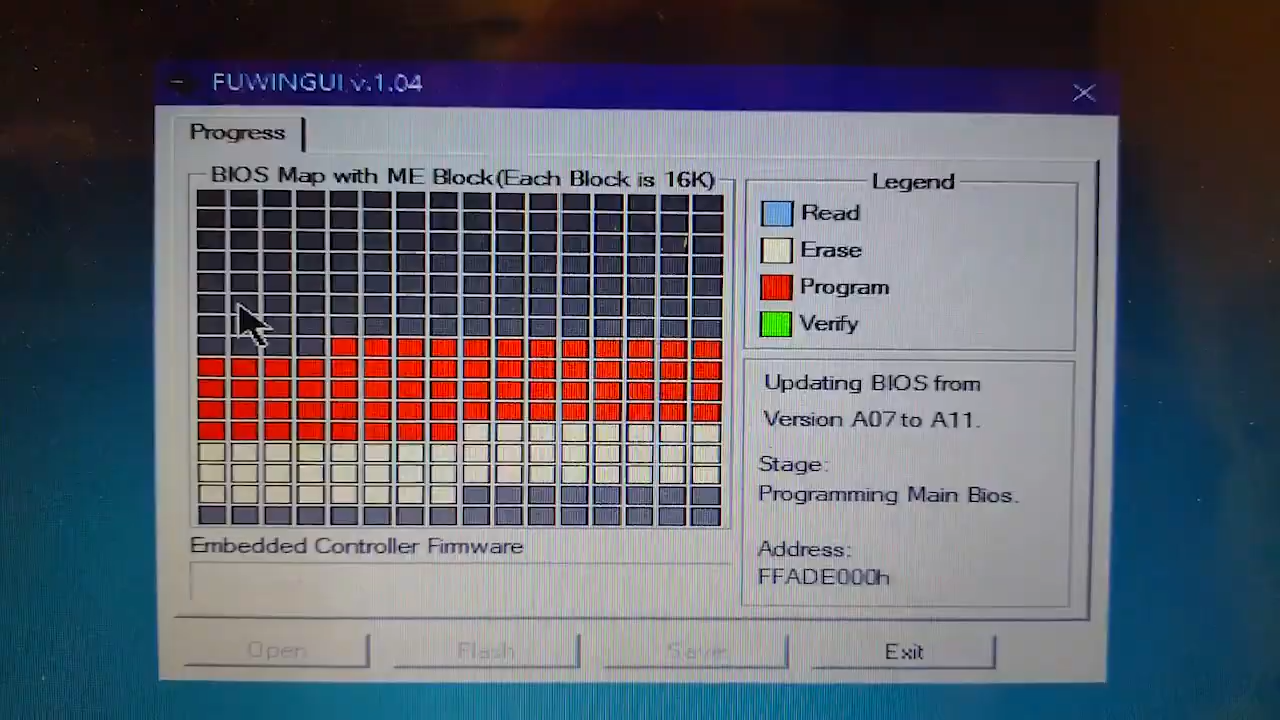 FUWINGUI v.1.04
Progress
BIOS Map with ME Block(Each Block is 16K)
Legend
Read
Erase
Program
Verify
Updating BIOS from
Version A07 to A11.
Stage:
Programming Main Bios.
Address:
FFADE000h
Embedded Controller Firmware
Open
Flash
Save
Exit